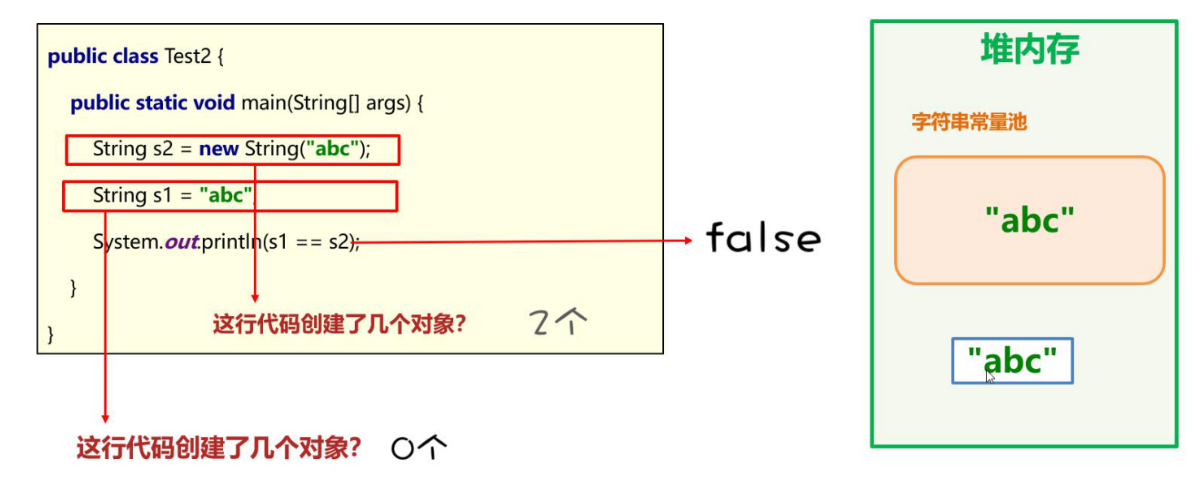 public class Test2 {
public static void main(String[] args) {
String s2 = new String("abc");
String s1 = "abc"
System.out.println(s1 == s2);
}
}
false
这行代码创建了几个对象? 2个
这行代码创建了几个对象? 0个
堆内存
字符串常量池
"abc"
"abc"